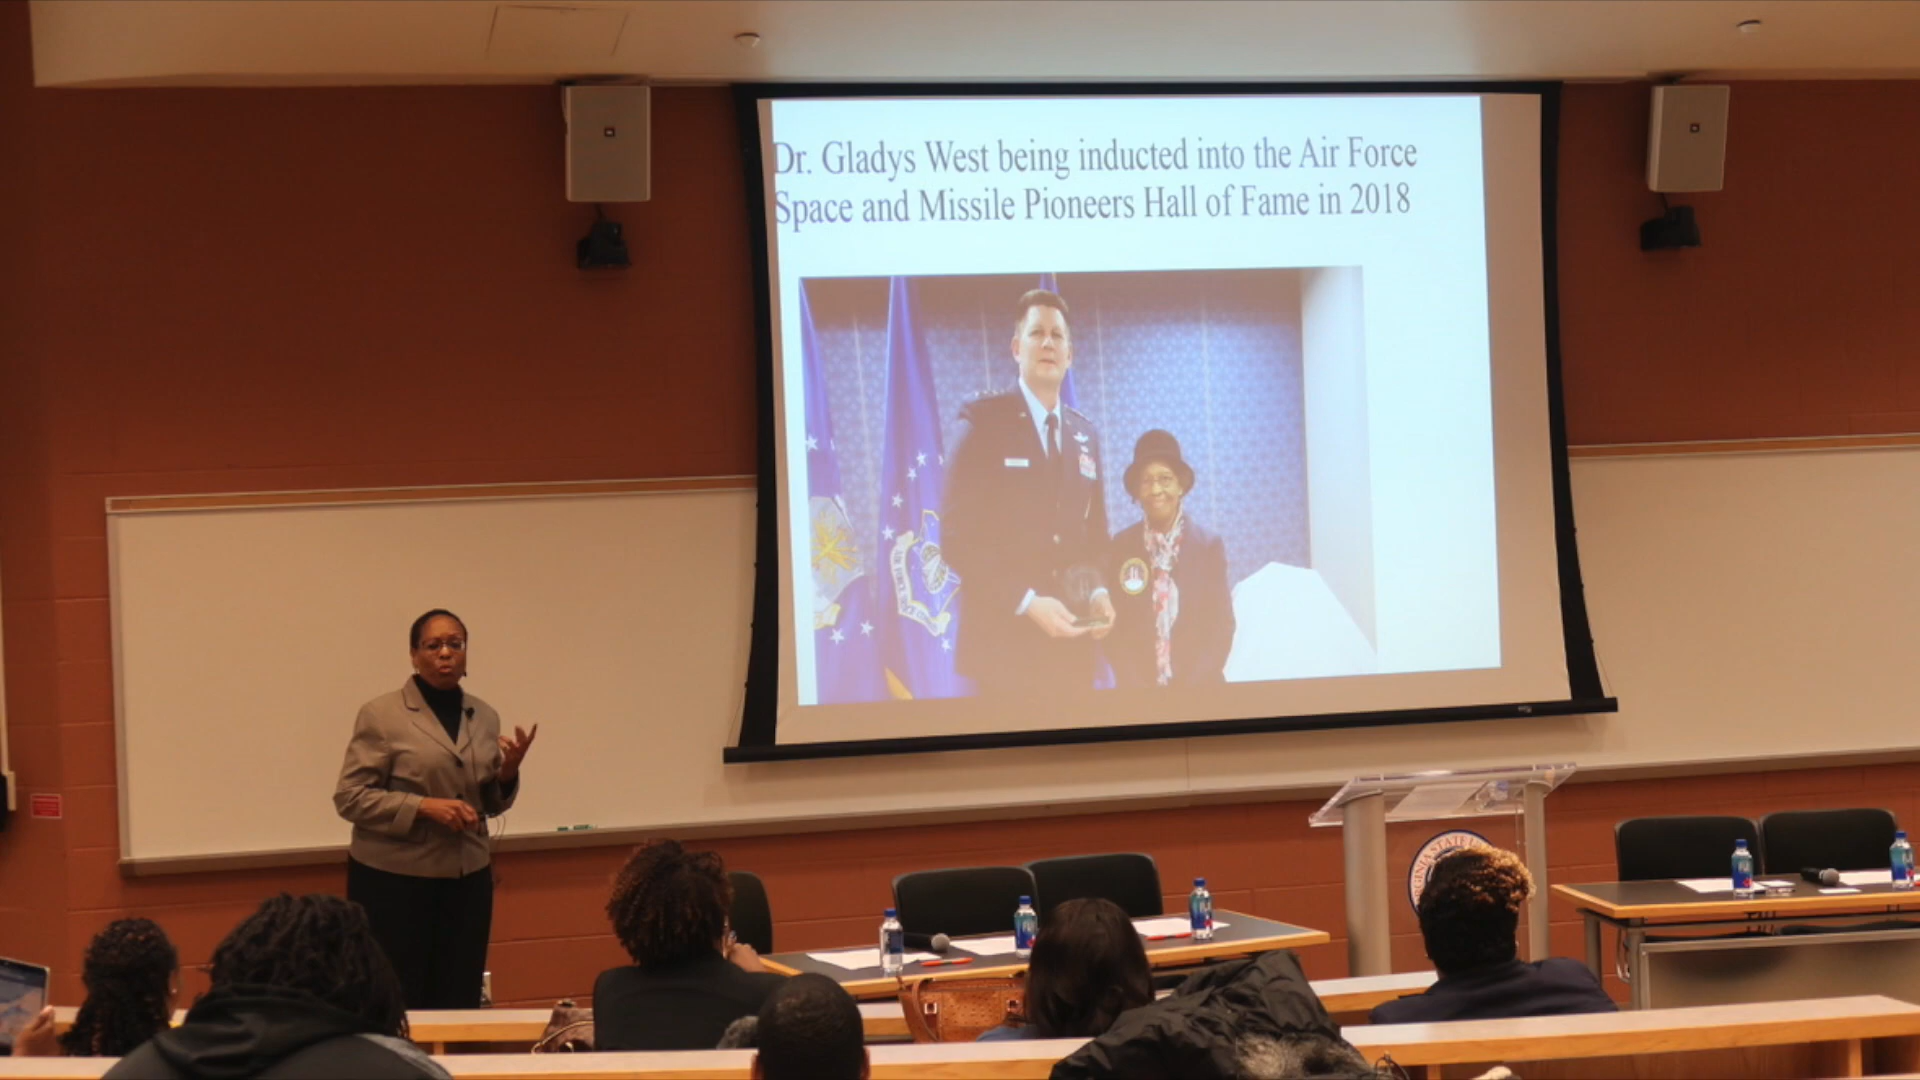 Dr. Gladys West being inducted into the Air Force
Space and Missile Pioneers Hall of Fame in 2018